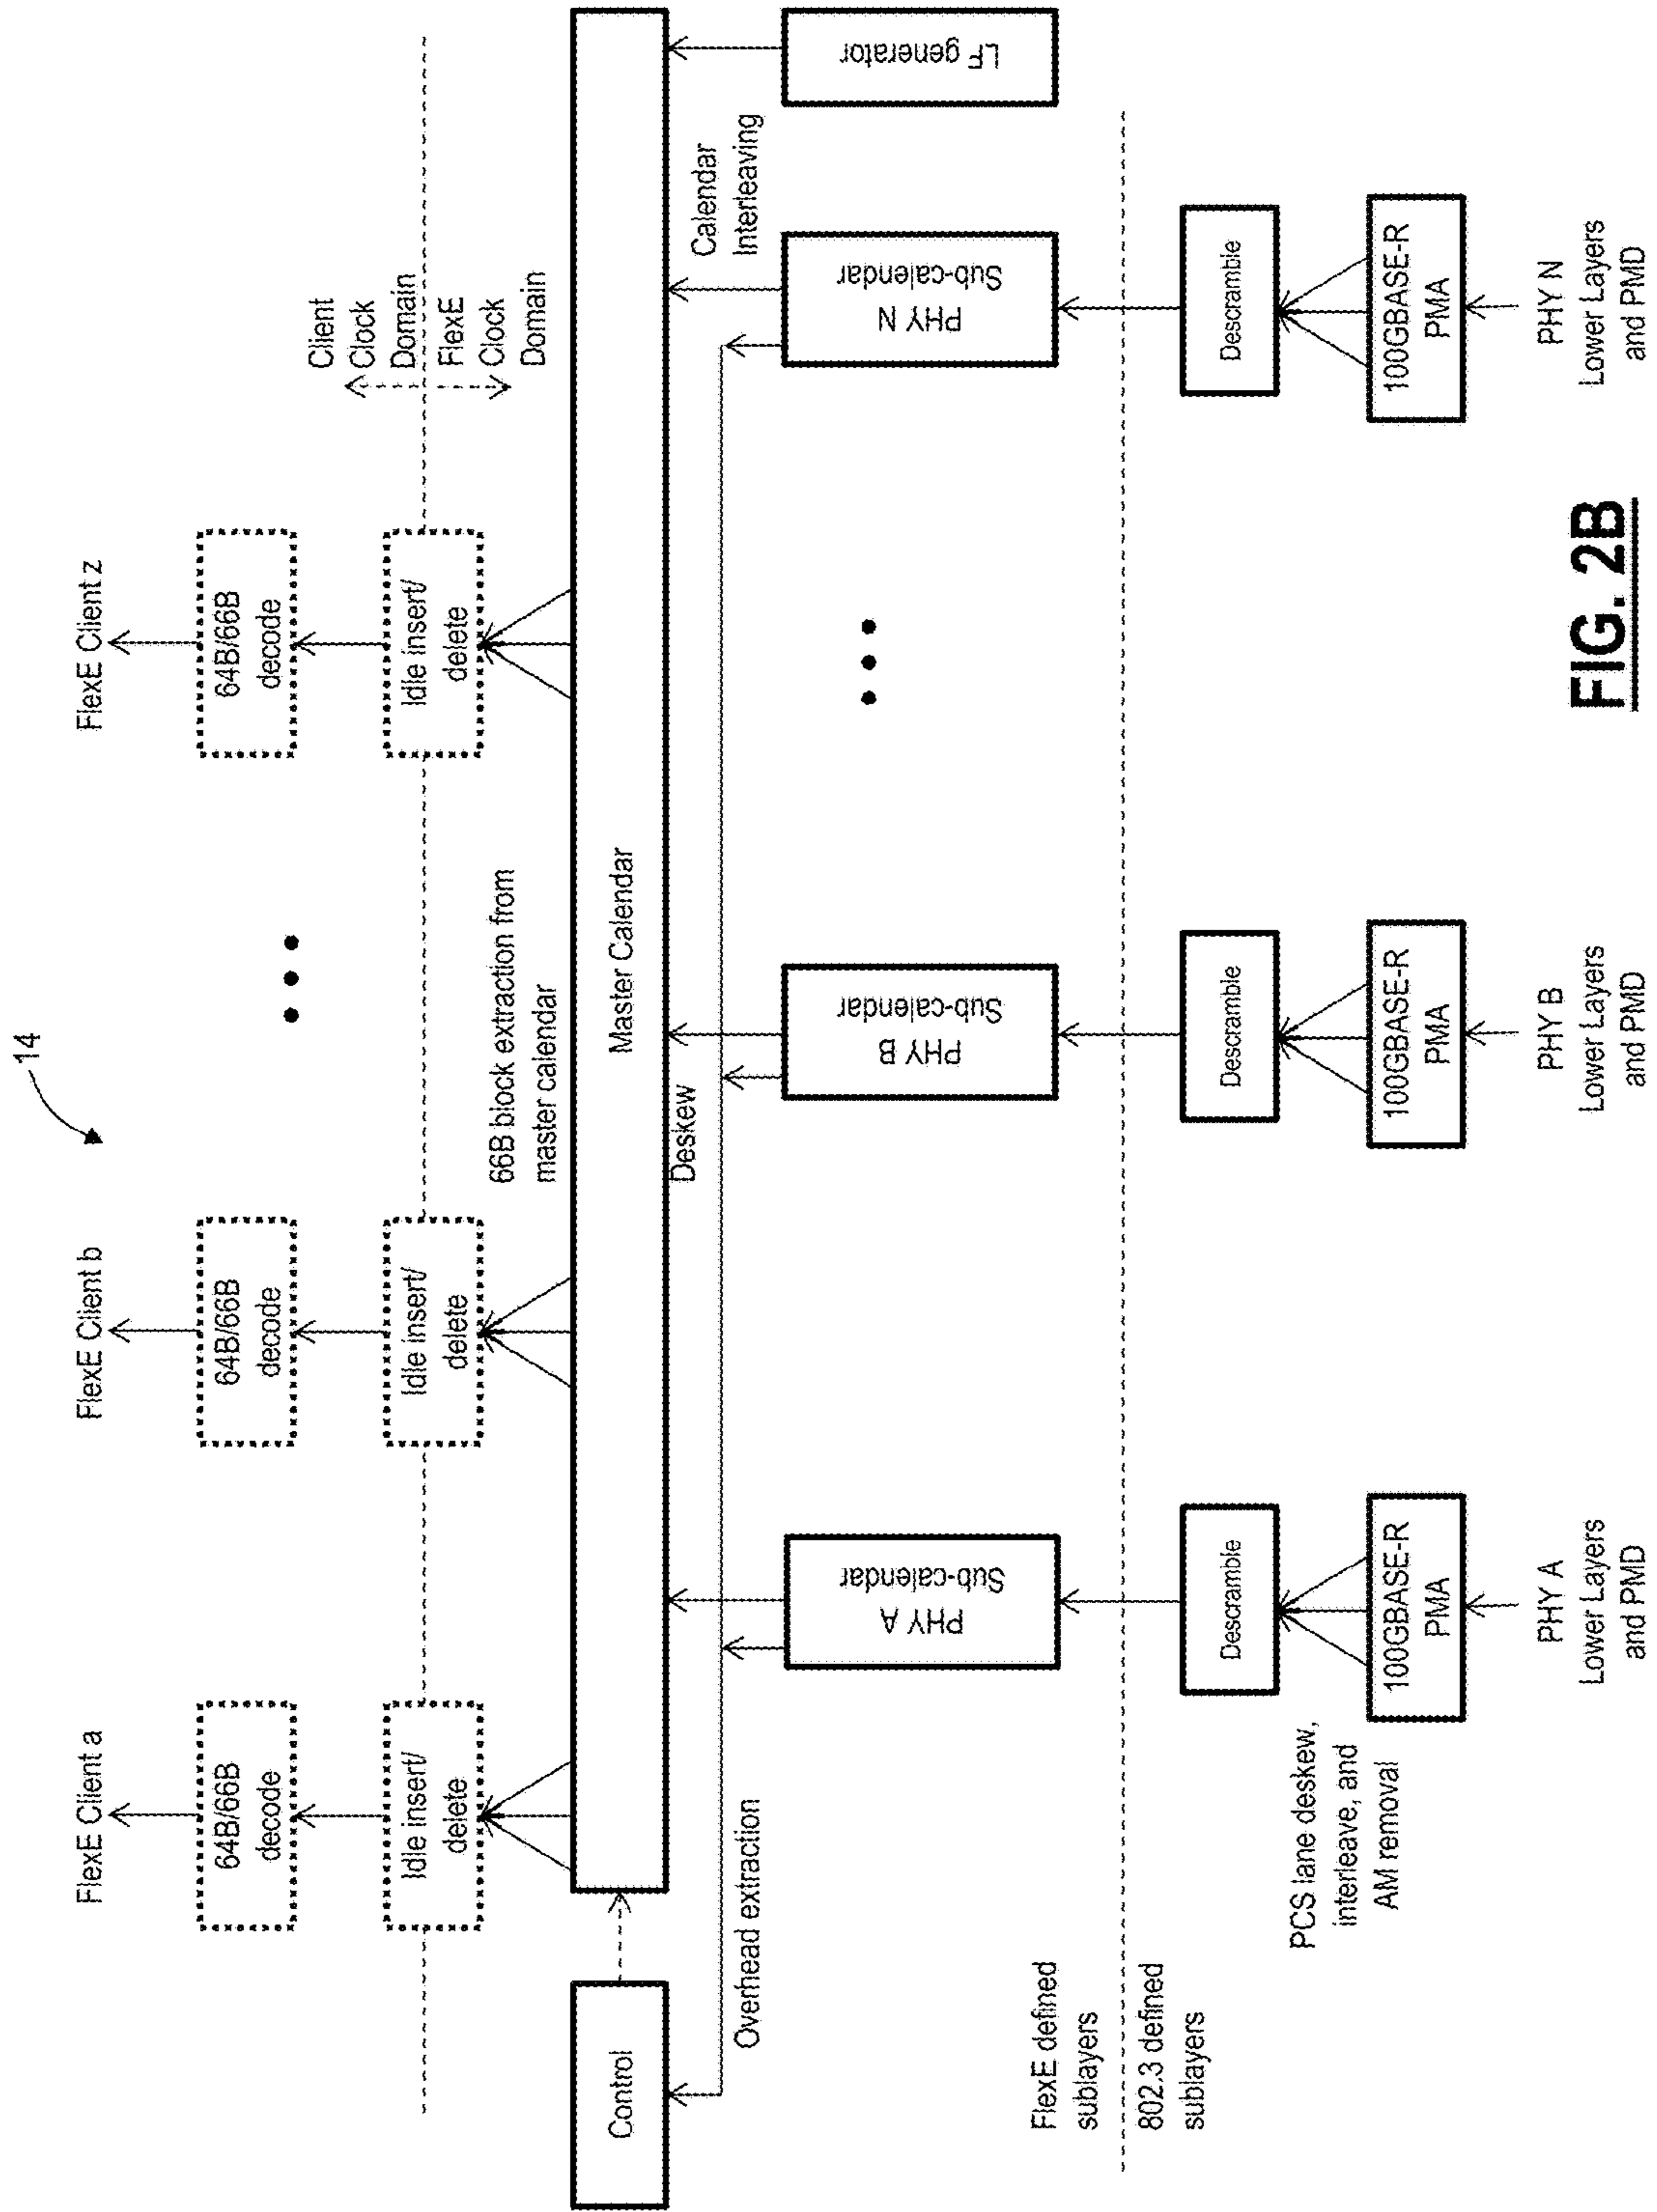 14
FlexE Client a
FlexE Client b
FlexE Client z
64B/66B
decode
64B/66B
decode
64B/66B
decode
Client
Clock
Domain
Idle insert/
delete
Idle insert/
delete
Idle insert/
delete
FlexE
Clock
Domain
66B block extraction from
master calendar
Control
Master Calendar
Overhead extraction
Deskew
Calendar
Interleaving
PHY A
Sub-calendar
PHY B
Sub-calendar
PHY N
Sub-calendar
LF generator
FlexE defined
sublayers
802.3 defined
sublayers
Descramble
Descramble
Descramble
PCS lane deskew,
interleave, and
AM removal
100GBASE-R
PMA
100GBASE-R
PMA
100GBASE-R
PMA
PHY A
Lower Layers
and PMD
PHY B
Lower Layers
and PMD
PHY N
Lower Layers
and PMD
FIG. 2B